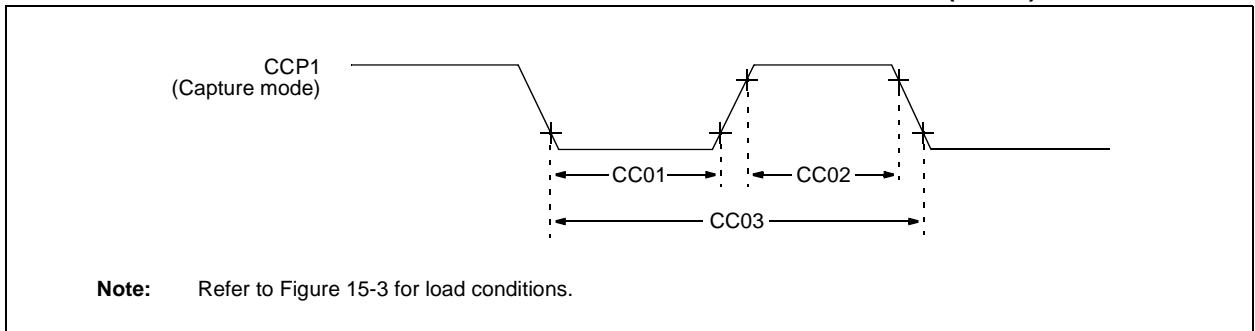 CCP1
(Capture mode)
CC01
CC02
CC03
Note: Refer to Figure 15-3 for load conditions.